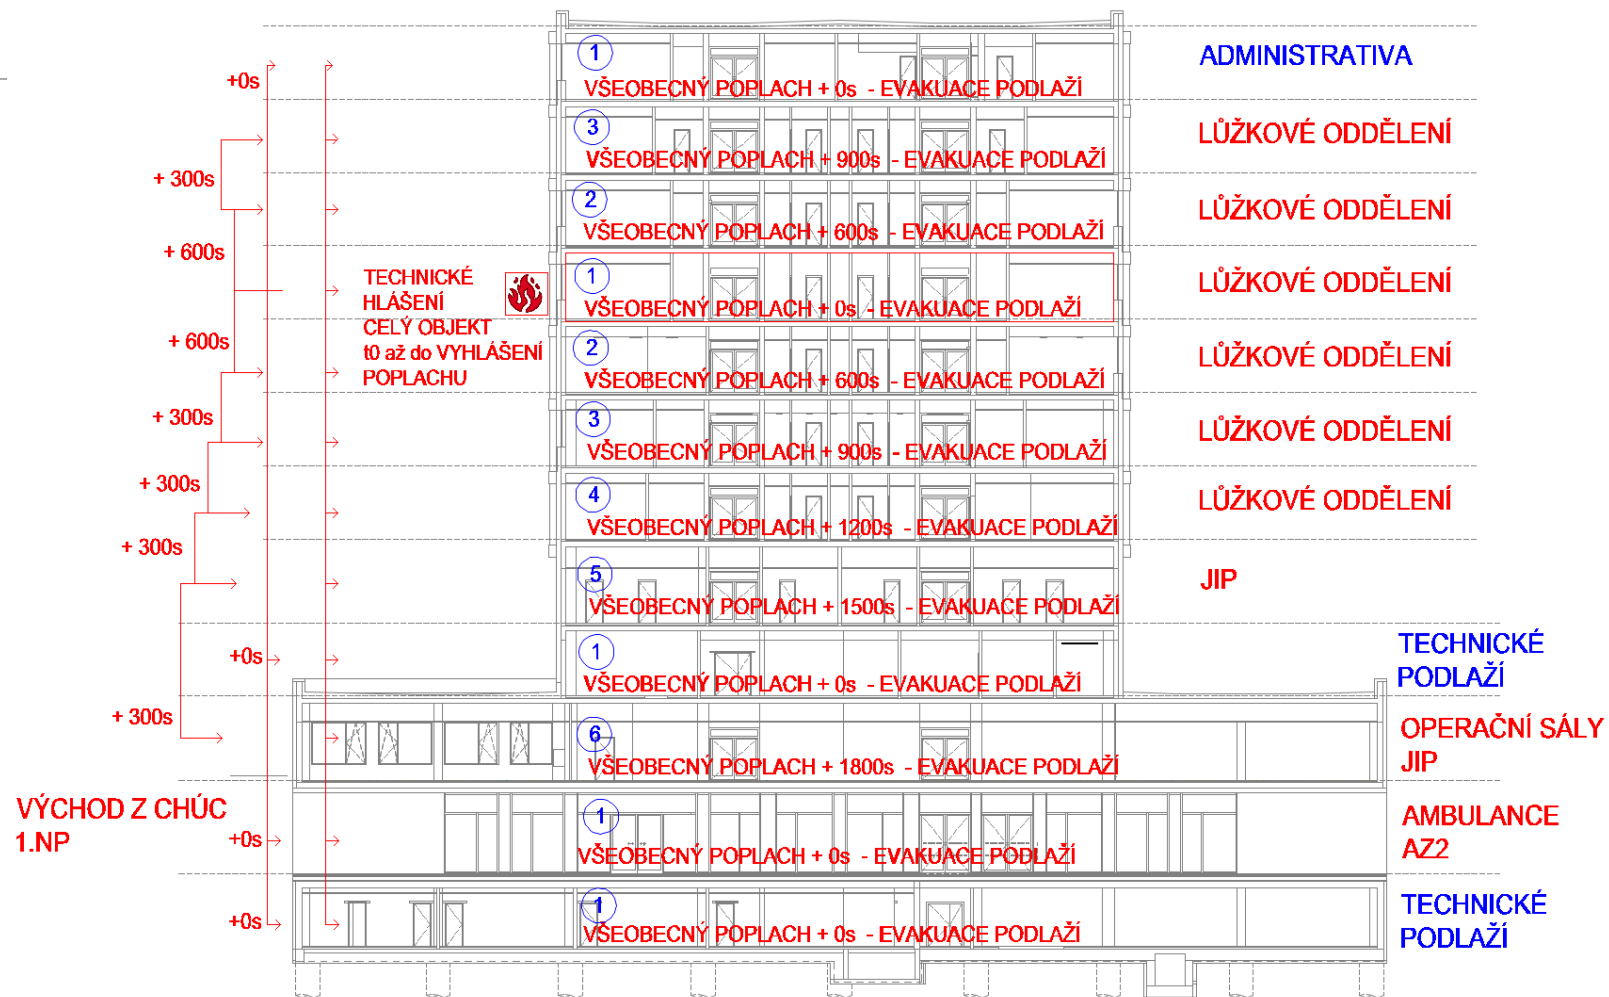 1
ADMINISTRATIVA
+0s
VŠEOBECNÝ POPLACH + 0s - EVAKUACE PODLAŽÍ
3
LŮŽKOVÉ ODDĚLENÍ
VŠEOBECNÝ POPLACH + 900s - EVAKUACE PODLAŽÍ
+ 300s
2
LŮŽKOVÉ ODDĚLENÍ
VŠEOBECNÝ POPLACH + 600s - EVAKUACE PODLAŽÍ
+ 600s
TECHNICKÉ
HLÁŠENÍ
CELÝ OBJEKT
t0 až do VYHLÁŠENÍ
POPLACHU
1
LŮŽKOVÉ ODDĚLENÍ
VŠEOBECNÝ POPLACH + 0s - EVAKUACE PODLAŽÍ
+ 600s
2
LŮŽKOVÉ ODDĚLENÍ
VŠEOBECNÝ POPLACH + 600s - EVAKUACE PODLAŽÍ
+ 300s
3
LŮŽKOVÉ ODDĚLENÍ
VŠEOBECNÝ POPLACH + 900s - EVAKUACE PODLAŽÍ
+ 300s
4
LŮŽKOVÉ ODDĚLENÍ
VŠEOBECNÝ POPLACH + 1200s - EVAKUACE PODLAŽÍ
+ 300s
5
JIP
VŠEOBECNÝ POPLACH + 1500s - EVAKUACE PODLAŽÍ
+0s
1
TECHNICKÉ
PODLAŽÍ
VŠEOBECNÝ POPLACH + 0s - EVAKUACE PODLAŽÍ
+ 300s
6
OPERAČNÍ SÁLY
JIP
VŠEOBECNÝ POPLACH + 1800s - EVAKUACE PODLAŽÍ
VÝCHOD Z CHÚC
1.NP
+0s
1
AMBULANCE
AZ2
VŠEOBECNÝ POPLACH + 0s - EVAKUACE PODLAŽÍ
+0s
1
TECHNICKÉ
PODLAŽÍ
VŠEOBECNÝ POPLACH + 0s - EVAKUACE PODLAŽÍ